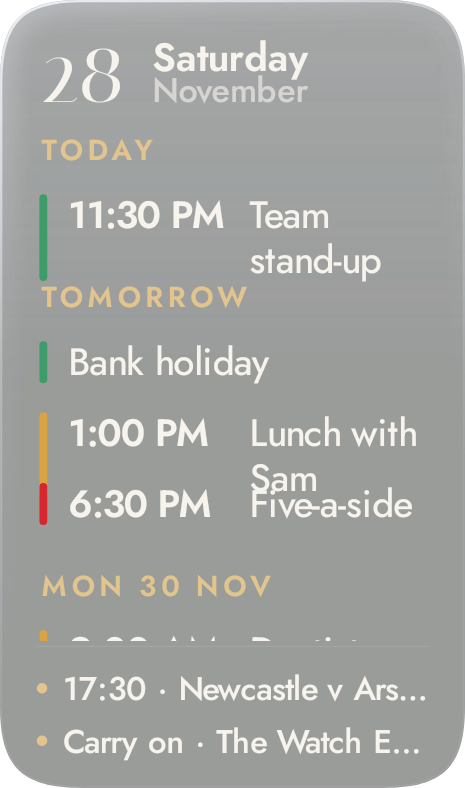 28 Saturday
November
TODAY
11:30 PM Team
stand-up
TOMORROW
Bank holiday
1:00 PM Lunch with
Sam
6:30 PM Five-a-side
MON 30 NOV
17:30 · Newcastle v Ars...
Carry on · The Watch E...